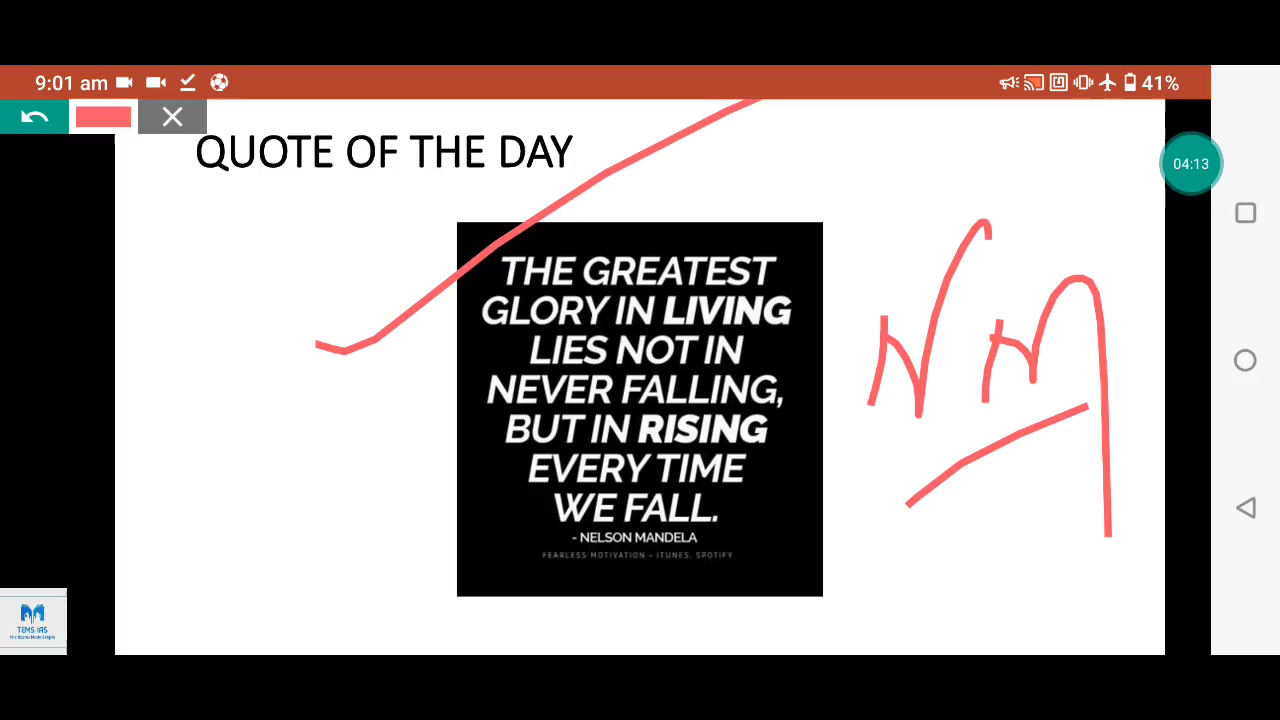 9:01 am
41%
QUOTE OF THE DAY
04:13
THE GREATEST
GLORY IN LIVING
LIES NOT IN
NEVER FALLING,
BUT IN RISING
EVERY TIME
WE FALL.
- NELSON MANDELA
FEARLESS MOTIVATION - ITUNES, SPOTIFY
NM
TEMS IAS